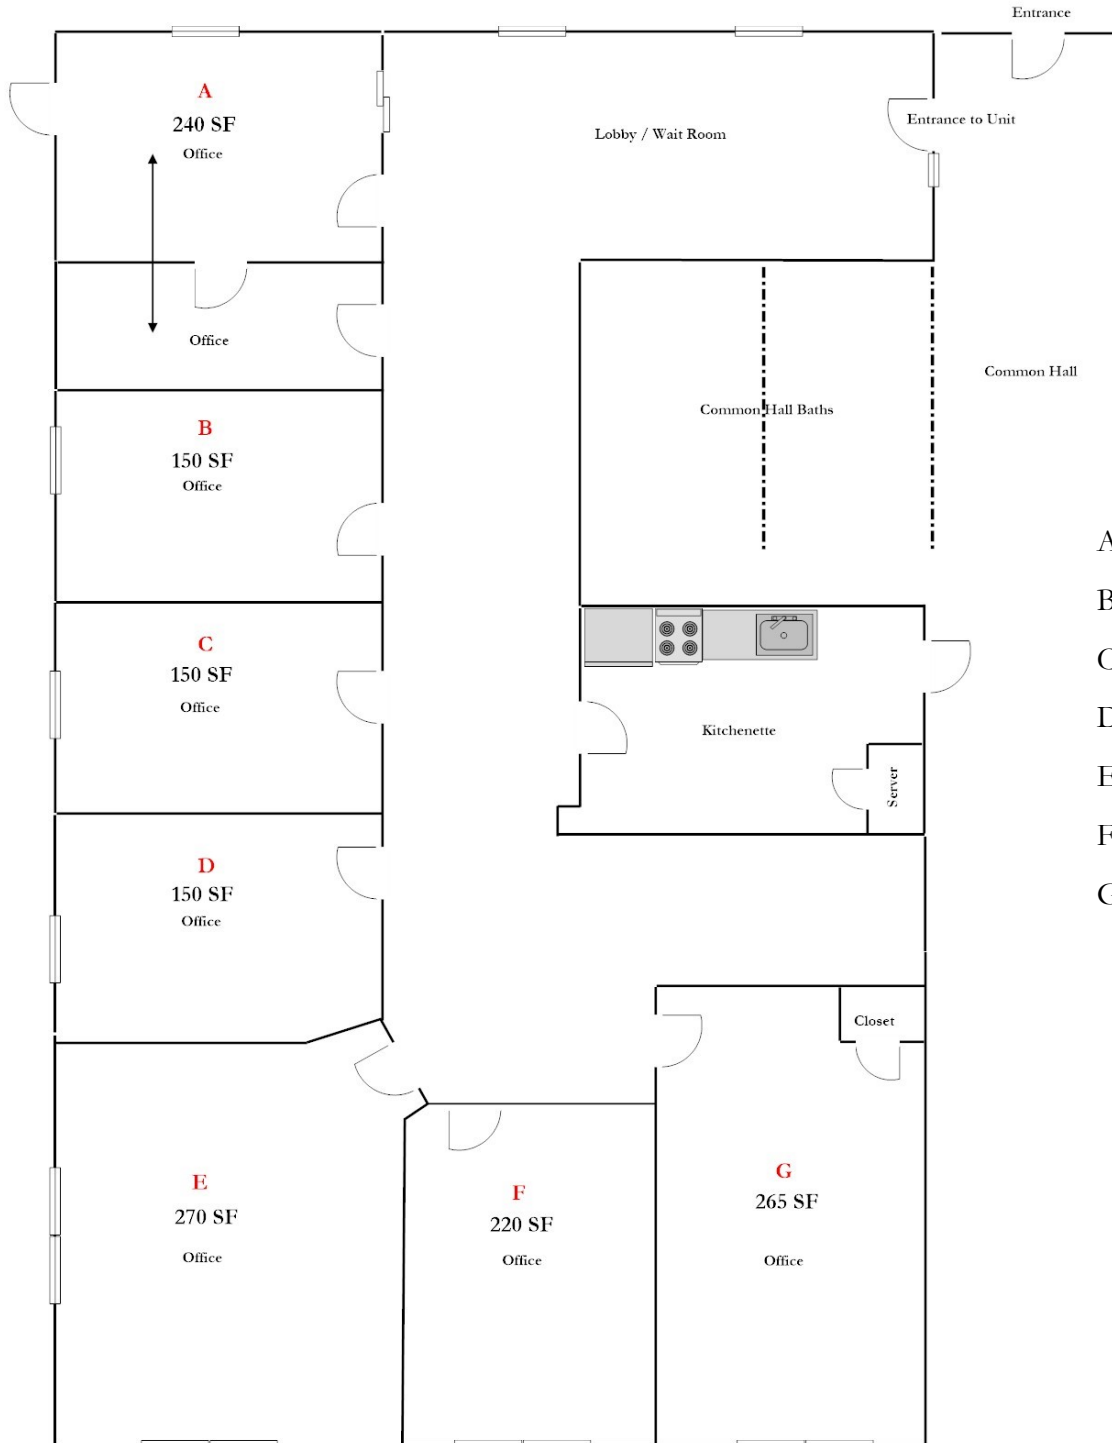 Entrance
A
240 SF
Office
Lobby / Wait Room
Entrance to Unit
Office
Common Hall
B
150 SF
Office
Common Hall Baths
C
150 SF
Office
Kitchenette
Server
D
150 SF
Office
Closet
E
270 SF
Office
F
220 SF
Office
G
265 SF
Office
A
B
C
D
E
F
G